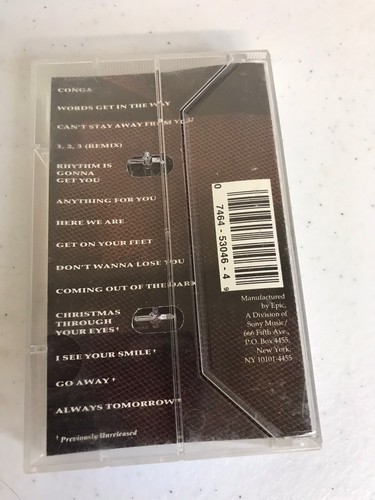 CONGA
WORDS GET IN THE WAY
CAN'T STAY AWAY FROM YOU
1, 2, 3 (REMIX)
RHYTHM IS
GONNA
GET YOU
ANYTHING FOR YOU
HERE WE ARE
GET ON YOUR FEET
DON'T WANNA LOSE YOU
COMING OUT OF THE DARK
CHRISTMAS
THROUGH
YOUR EYES†
I SEE YOUR SMILE†
GO AWAY†
ALWAYS TOMORROW†
† Previously Unreleased
0 7464-53046-4 9
Manufactured
by Epic,
A Division of
Sony Music/
666 Fifth Ave.,
P.O. Box 4455,
New York,
NY 10101-4455